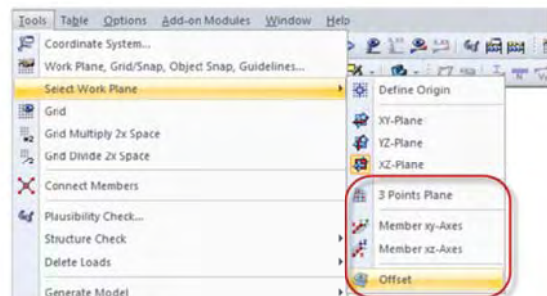 Tools Table Options Add-on Modules Window Help
Coordinate System...
Work Plane, Grid/Snap, Object Snap, Guidelines...
Select Work Plane
Grid
Grid Multiply 2x Space
Grid Divide 2x Space
Connect Members
Plausibility Check...
Structure Check
Delete Loads
Generate Model
Define Origin
XY-Plane
YZ-Plane
XZ-Plane
3 Points Plane
Member xy-Axes
Member xz-Axes
Offset